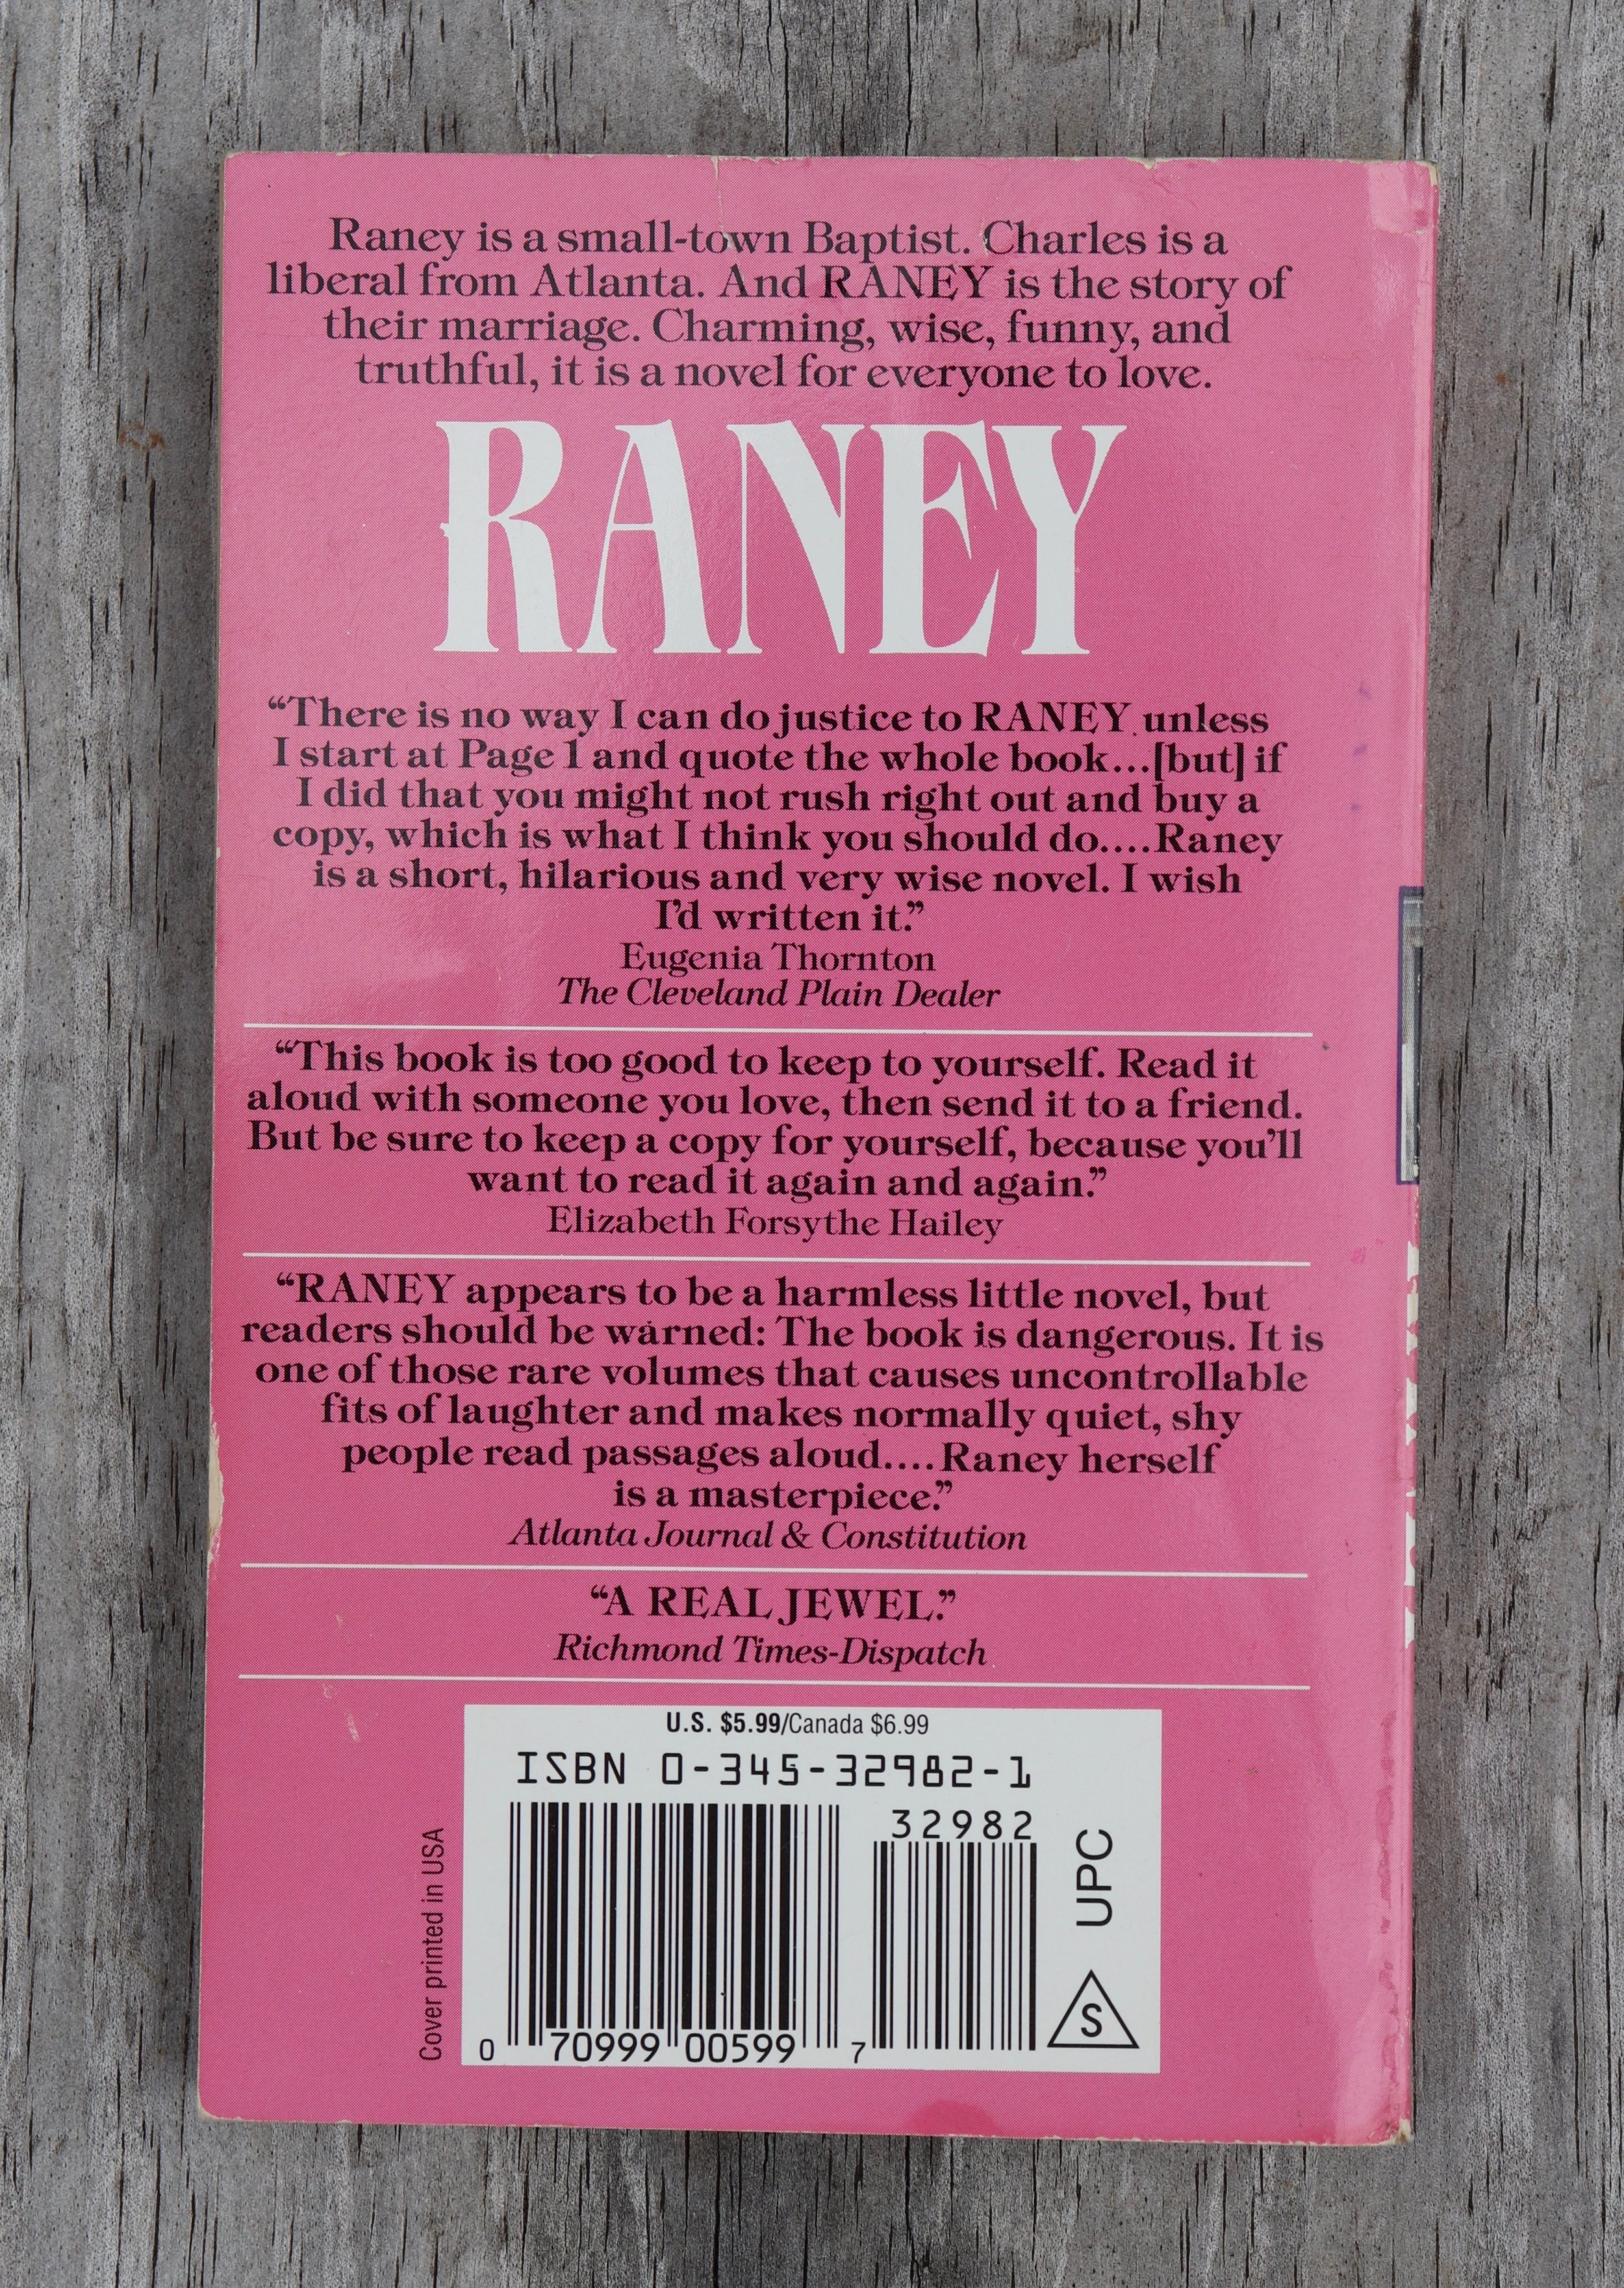 Raney is a small-town Baptist. Charles is a
liberal from Atlanta. And RANEY is the story of
their marriage. Charming, wise, funny, and
truthful, it is a novel for everyone to love.
RANEY
“There is no way I can do justice to RANEY unless
I start at Page 1 and quote the whole book...[but] if
I did that you might not rush right out and buy a
copy, which is what I think you should do....Raney
is a short, hilarious and very wise novel. I wish
I’d written it.”
Eugenia Thornton
The Cleveland Plain Dealer
“This book is too good to keep to yourself. Read it
aloud with someone you love, then send it to a friend.
But be sure to keep a copy for yourself, because you’ll
want to read it again and again.”
Elizabeth Forsythe Hailey
“RANEY appears to be a harmless little novel, but
readers should be warned: The book is dangerous. It is
one of those rare volumes that causes uncontrollable
fits of laughter and makes normally quiet, shy
people read passages aloud....Raney herself
is a masterpiece.”
Atlanta Journal & Constitution
“A REAL JEWEL.”
Richmond Times-Dispatch
U.S. $5.99/Canada $6.99
ISBN 0-345-32982-1
32982
0 70999 00599 7
UPC
S
Cover printed in USA